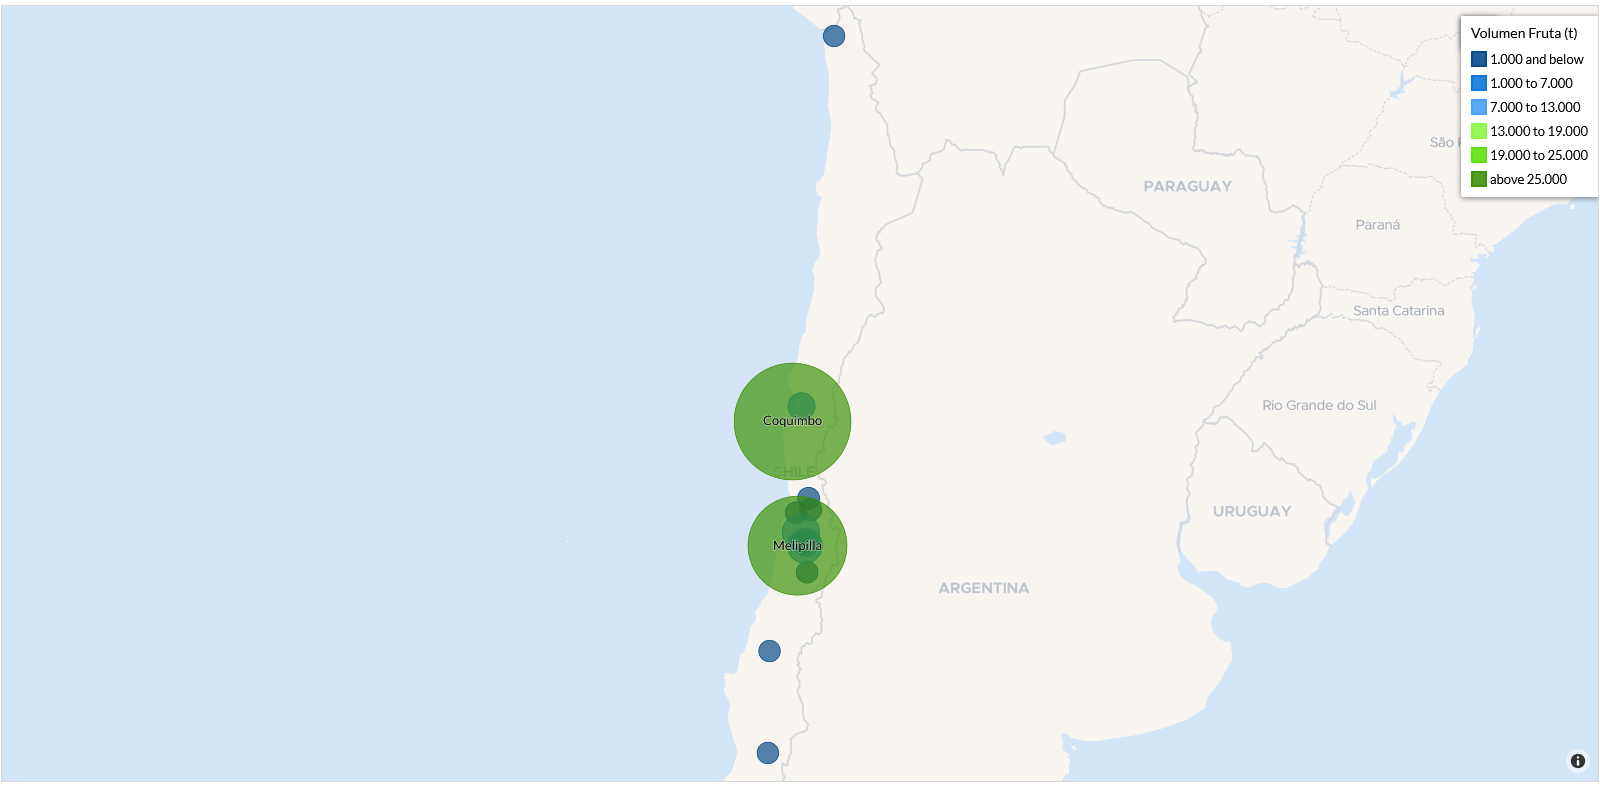 Volumen Fruta (t)
1.000 and below
1.000 to 7.000
7.000 to 13.000
13.000 to 19.000
19.000 to 25.000
above 25.000
São
PARAGUAY
Paraná
Santa Catarina
Rio Grande do Sul
Coquimbo
CHILE
URUGUAY
Melipilla
ARGENTINA